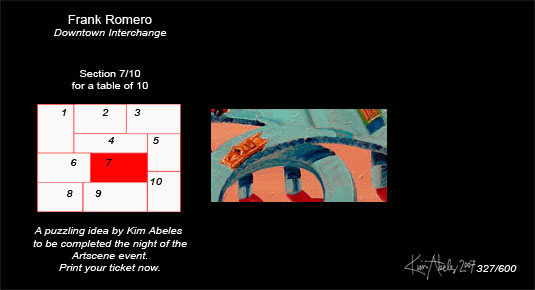 Frank Romero
Downtown Interchange
Section 7/10
for a table of 10
1 2 3
4 5
6 7
8 9 10
A puzzling idea by Kim Abeles
to be completed the night of the
Artscene event.
Print your ticket now.
Kim Abeles 2007 327/600